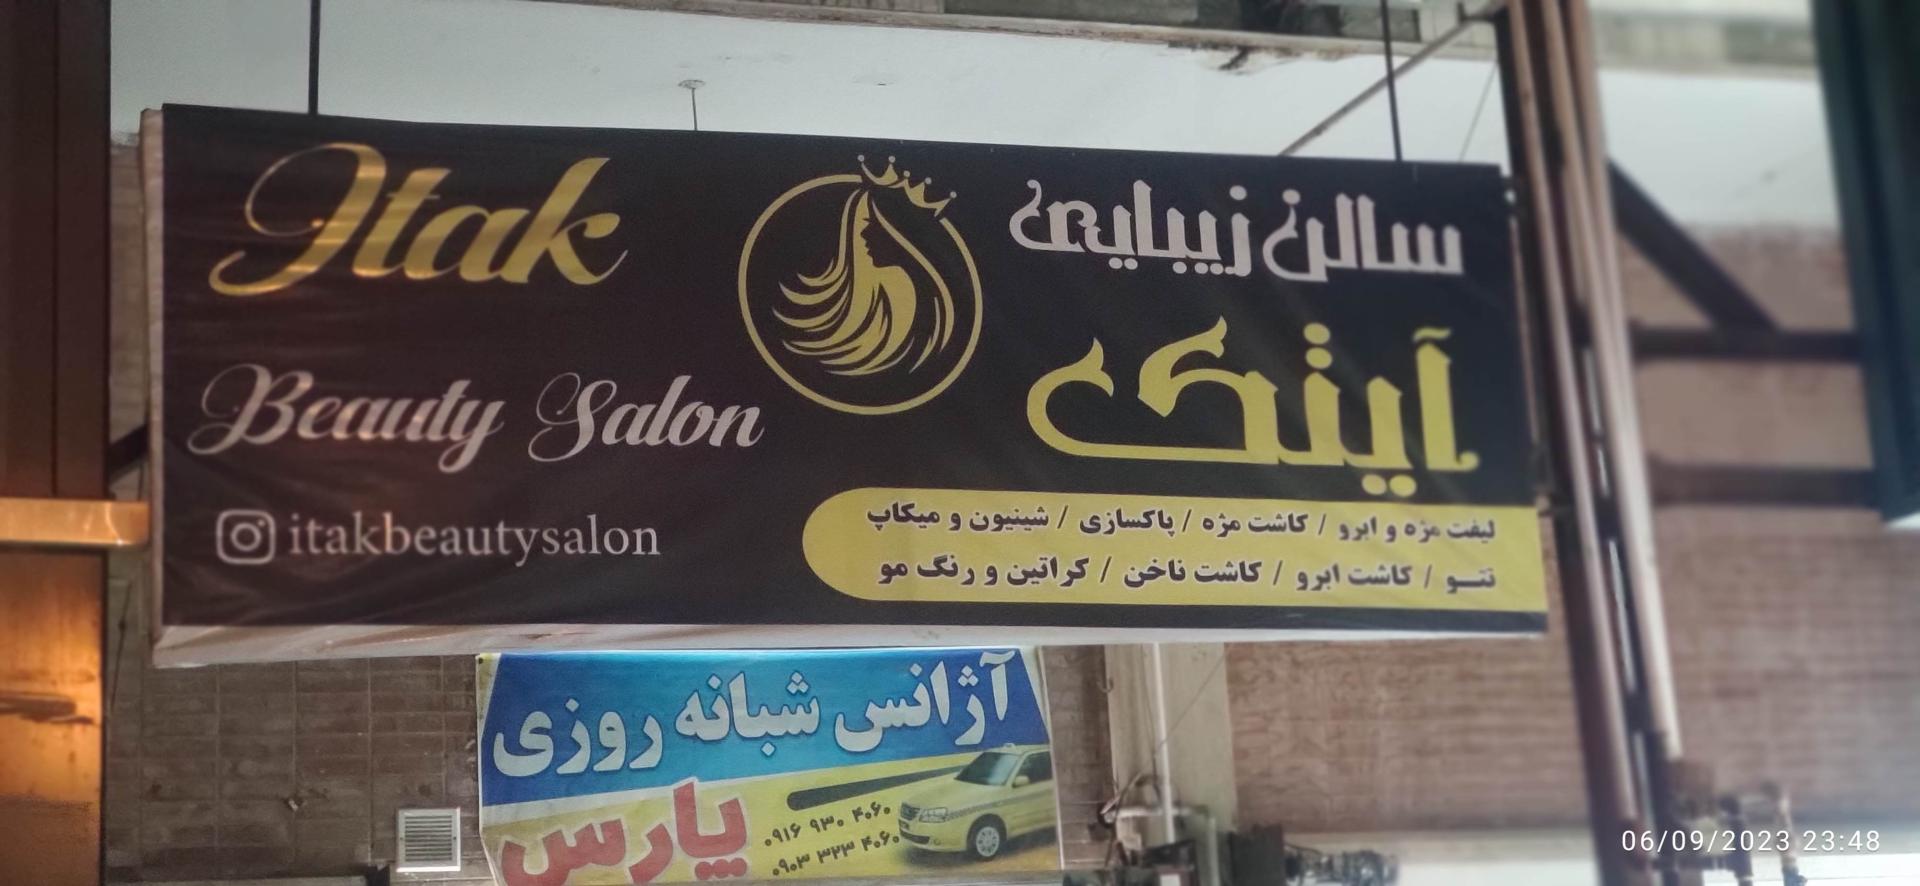 Itak
Beauty Salon
itakbeautysalon
سالن زیبایی
آیتک
لیفت مژه و ابرو / کاشت مژه / پاکسازی / شینیون و میکاپ
تتو / کاشت ابرو / کاشت ناخن / کراتین و رنگ مو
آژانس شبانه روزی
پارس
۰۹۱۶ ۹۳۰ ۴۰۶۰
۰۹۰۳ ۳۲۳ ۴۰۶۰
06/09/2023 23:48